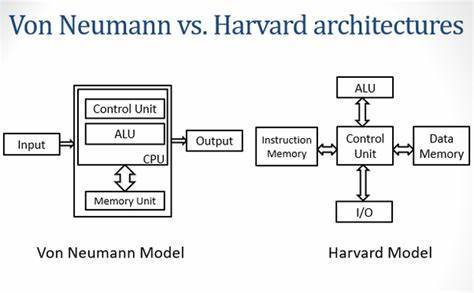 Von Neumann vs. Harvard architectures
Input
Control Unit
ALU
CPU
Memory Unit
Output
Von Neumann Model
ALU
Instruction
Memory
Control
Unit
Data
Memory
I/O
Harvard Model